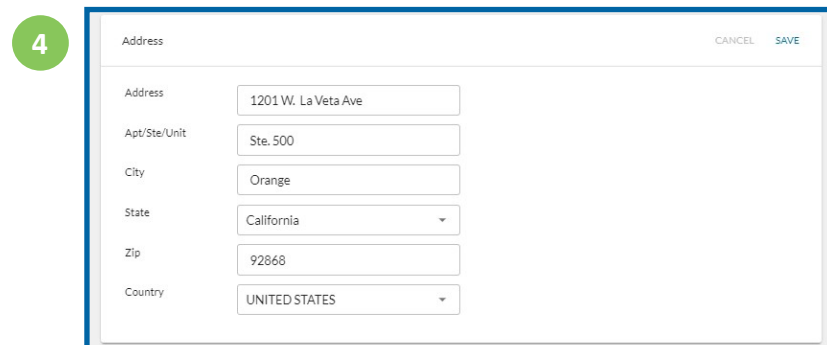 4
Address CANCEL SAVE
Address 1201 W. La Veta Ave
Apt/Ste/Unit Ste. 500
City Orange
State California
Zip 92868
Country UNITED STATES